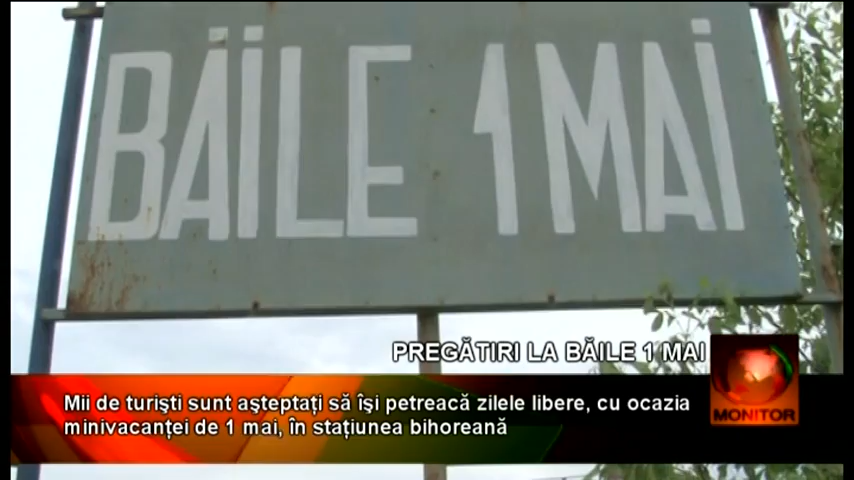 BĂILE 1 MAI
PREGĂTIRI LA BĂILE 1 MAI
Mii de turişti sunt aşteptaţi să îşi petreacă zilele libere, cu ocazia
minivacanţei de 1 mai, în staţiunea bihoreană
MONITOR